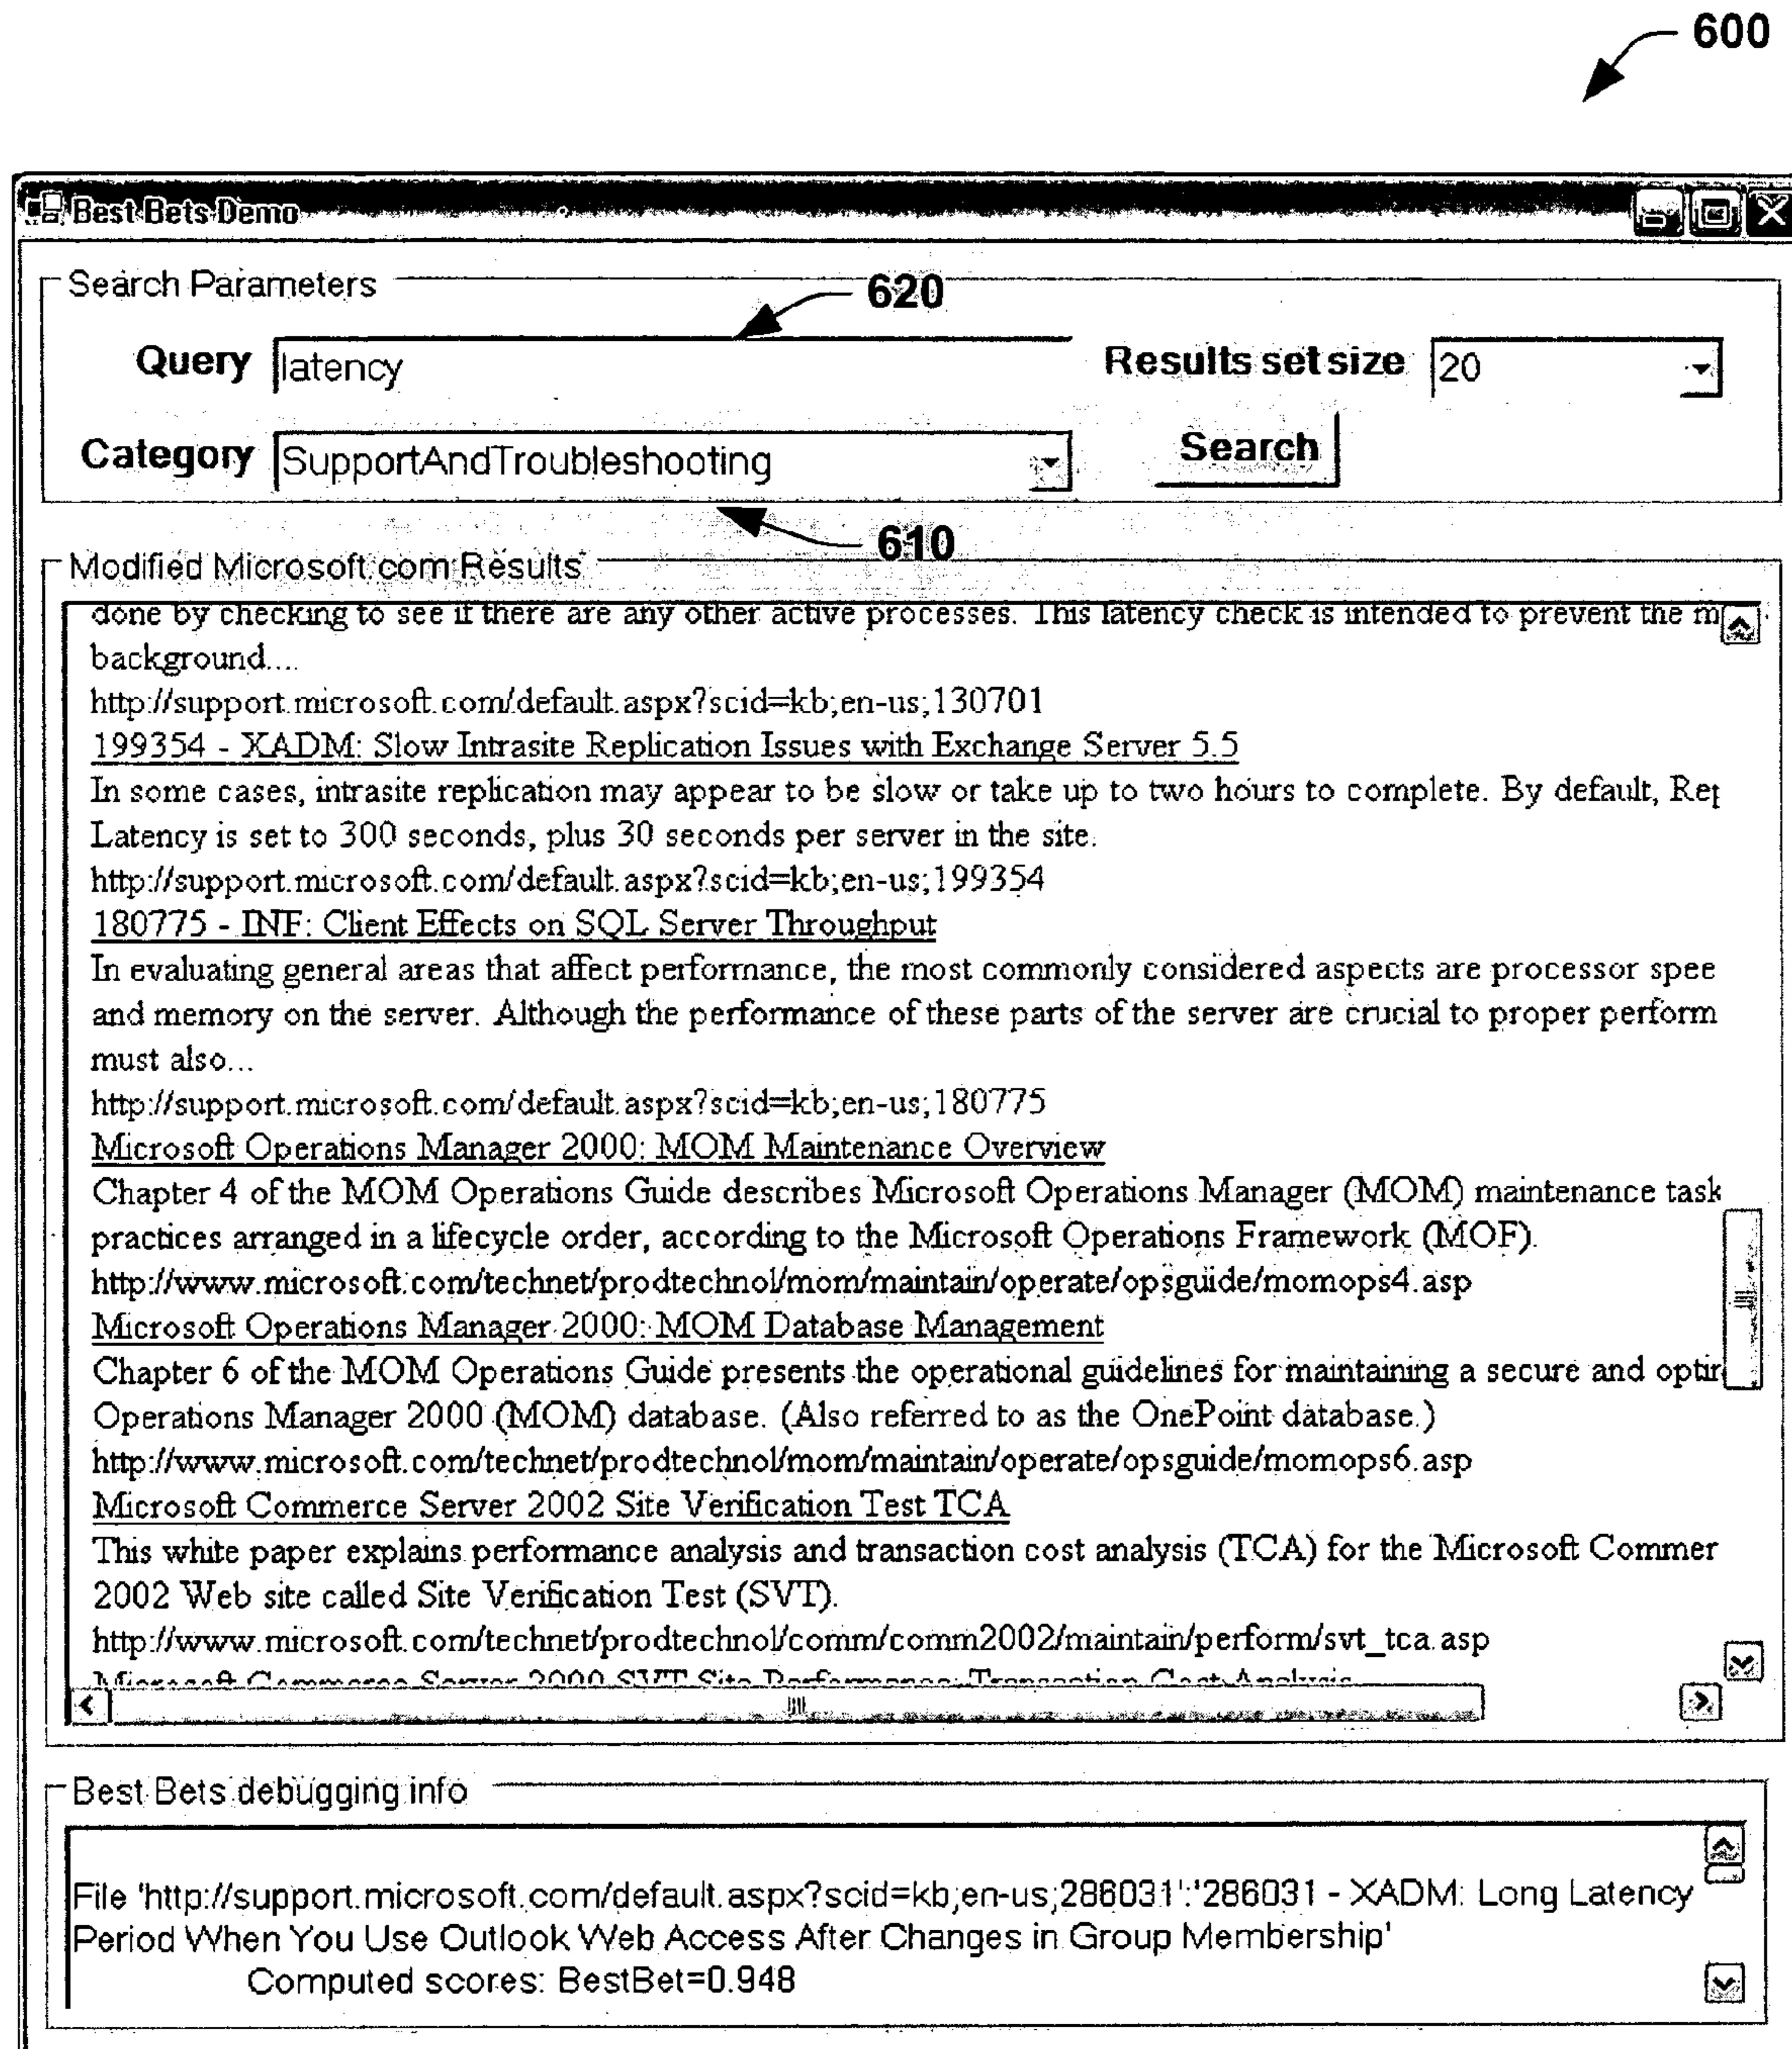 600
Best Bets Demo
Search Parameters
620
Query latency Results set size 20
Category SupportAndTroubleshooting Search
610
Modified Microsoft.com Results
done by checking to see if there are any other active processes. This latency check is intended to prevent the m
background....
http://support.microsoft.com/default.aspx?scid=kb;en-us;130701
199354 - XADM: Slow Intrasite Replication Issues with Exchange Server 5.5
In some cases, intrasite replication may appear to be slow or take up to two hours to complete. By default, Rep
Latency is set to 300 seconds, plus 30 seconds per server in the site.
http://support.microsoft.com/default.aspx?scid=kb;en-us;199354
180775 - INF: Client Effects on SQL Server Throughput
In evaluating general areas that affect performance, the most commonly considered aspects are processor spee
and memory on the server. Although the performance of these parts of the server are crucial to proper perform
must also...
http://support.microsoft.com/default.aspx?scid=kb;en-us;180775
Microsoft Operations Manager 2000: MOM Maintenance Overview
Chapter 4 of the MOM Operations Guide describes Microsoft Operations Manager (MOM) maintenance task
practices arranged in a lifecycle order, according to the Microsoft Operations Framework (MOF).
http://www.microsoft.com/technet/prodtechnol/mom/maintain/operate/opsguide/momops4.asp
Microsoft Operations Manager 2000: MOM Database Management
Chapter 6 of the MOM Operations Guide presents the operational guidelines for maintaining a secure and optim
Operations Manager 2000 (MOM) database. (Also referred to as the OnePoint database.)
http://www.microsoft.com/technet/prodtechnol/mom/maintain/operate/opsguide/momops6.asp
Microsoft Commerce Server 2002 Site Verification Test TCA
This white paper explains performance analysis and transaction cost analysis (TCA) for the Microsoft Commer
2002 Web site called Site Verification Test (SVT).
http://www.microsoft.com/technet/prodtechnol/comm/comm2002/maintain/perform/svt_tca.asp
Microsoft Commerce Server 2000 SVT Site Performance: Transaction Cost Analysis
Best Bets debugging info
File 'http://support.microsoft.com/default.aspx?scid=kb;en-us;286031':'286031 - XADM: Long Latency
Period When You Use Outlook Web Access After Changes in Group Membership'
Computed scores: BestBet=0.948